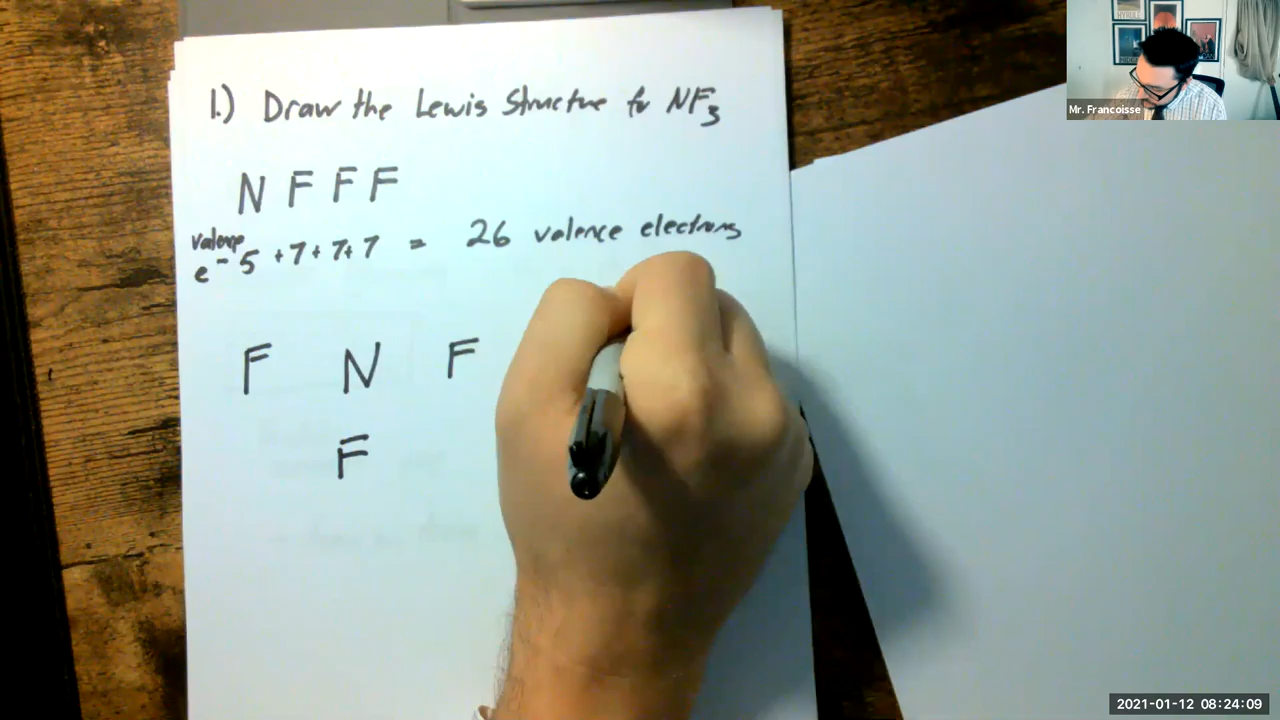 1.) Draw the Lewis Structure for NF3
N F F F
valence
e- 5 + 7 + 7 + 7 = 26 valence electrons
F N F
F
Mr. Francoisse
2021-01-12 08:24:09